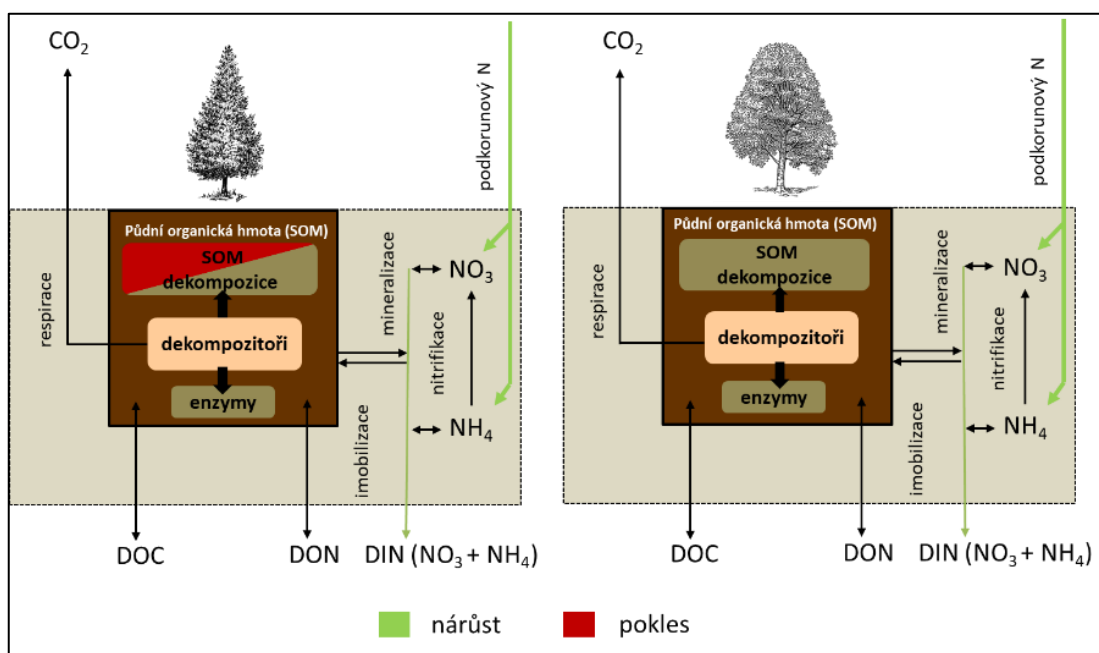 CO₂
podkorunový N
Půdní organická hmota (SOM)
SOM
dekompozice
dekompozitoři
enzymy
respirace
mineralizace
nitrifikace
imobilizace
NO₃
NH₄
DOC
DON
DIN (NO₃ + NH₄)
CO₂
podkorunový N
Půdní organická hmota (SOM)
SOM
dekompozice
dekompozitoři
enzymy
respirace
mineralizace
nitrifikace
imobilizace
NO₃
NH₄
DOC
DON
DIN (NO₃ + NH₄)
nárůst
pokles